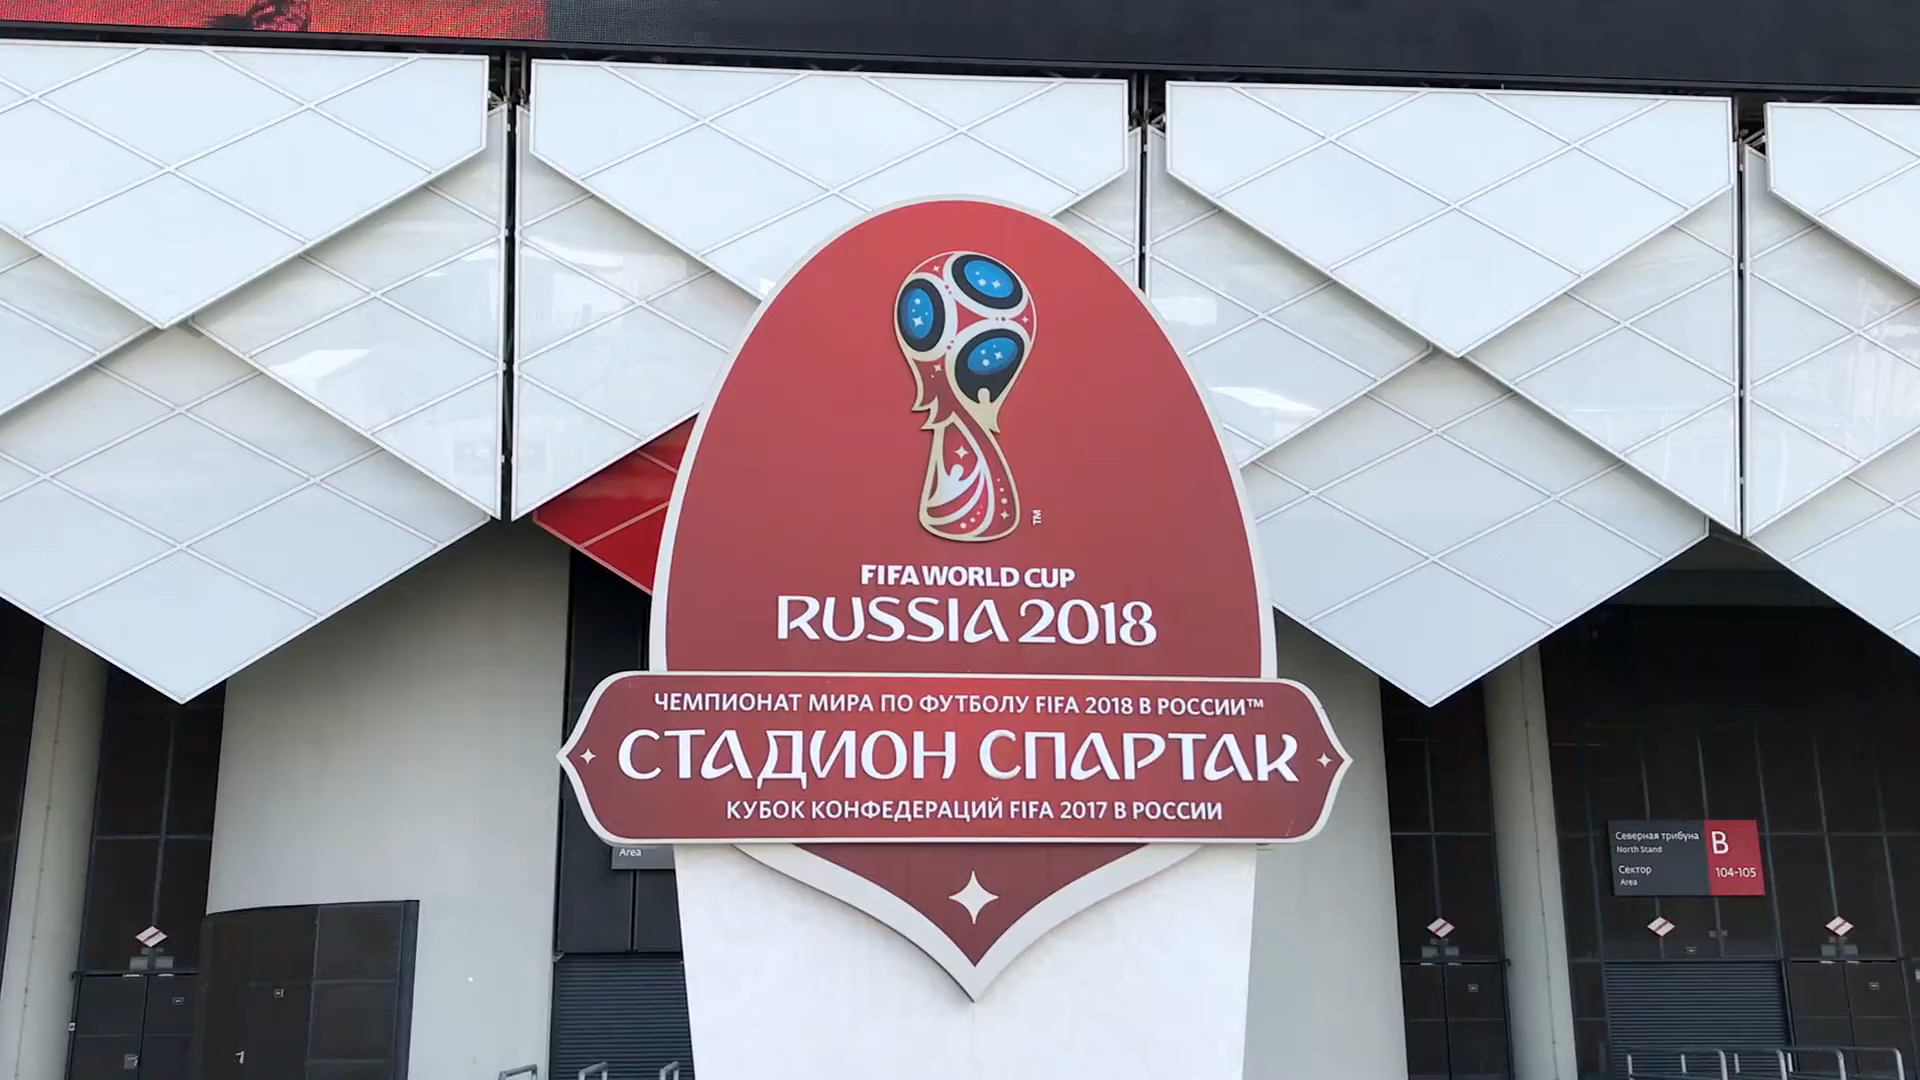 TM
FIFA WORLD CUP
RUSSIA 2018
ЧЕМПИОНАТ МИРА ПО ФУТБОЛУ FIFA 2018 В РОССИИ™
СТАДИОН СПАРТАК
КУБОК КОНФЕДЕРАЦИЙ FIFA 2017 В РОССИИ
Area
Северная трибуна
North Stand
Сектор
Area
B
104-105